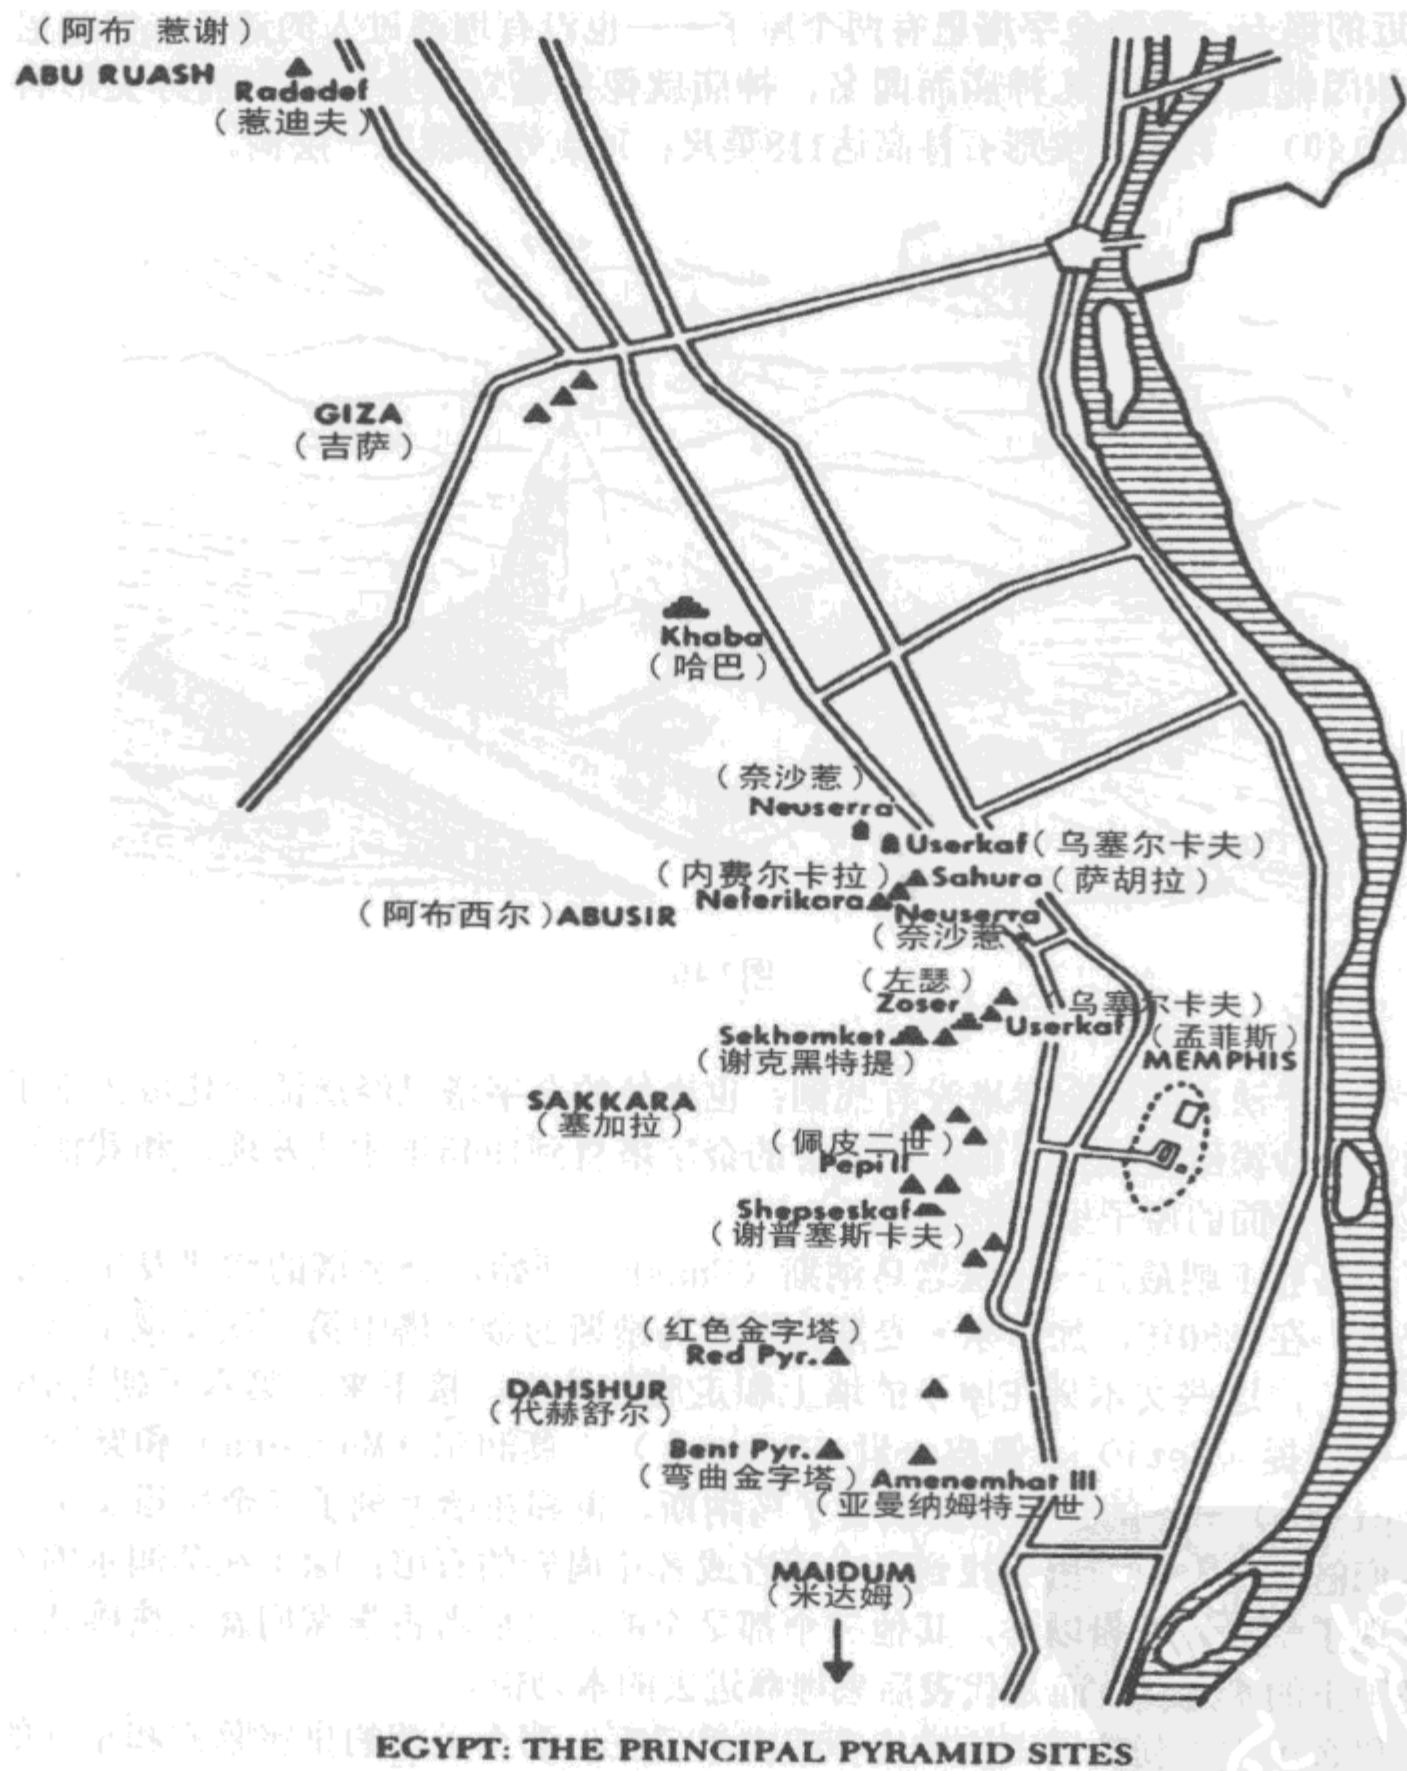 （阿布 惹谢）
ABU RUASH
Radedef
（惹迪夫）
GIZA
（吉萨）
Khaba
（哈巴）
（奈沙惹）
Neuserra
Userkaf（乌塞尔卡夫）
（内费尔卡拉）
Sahura（萨胡拉）
Neferikara
（阿布西尔）ABUSIR
Neuserra
（奈沙惹
（左瑟）
Zoser
（乌塞尔卡夫）
Userkaf
Sekhemket
（谢克黑特提）
（孟菲斯）
MEMPHIS
SAKKARA
（塞加拉）
（佩皮二世）
Pepi II
Shepseskaf
（谢普塞斯卡夫）
（红色金字塔）
Red Pyr.
DAHSHUR
（代赫舒尔）
Bent Pyr.
（弯曲金字塔）
Amenemhat III
（亚曼纳姆特三世）
MAIDUM
（米达姆）
EGYPT: THE PRINCIPAL PYRAMID SITES